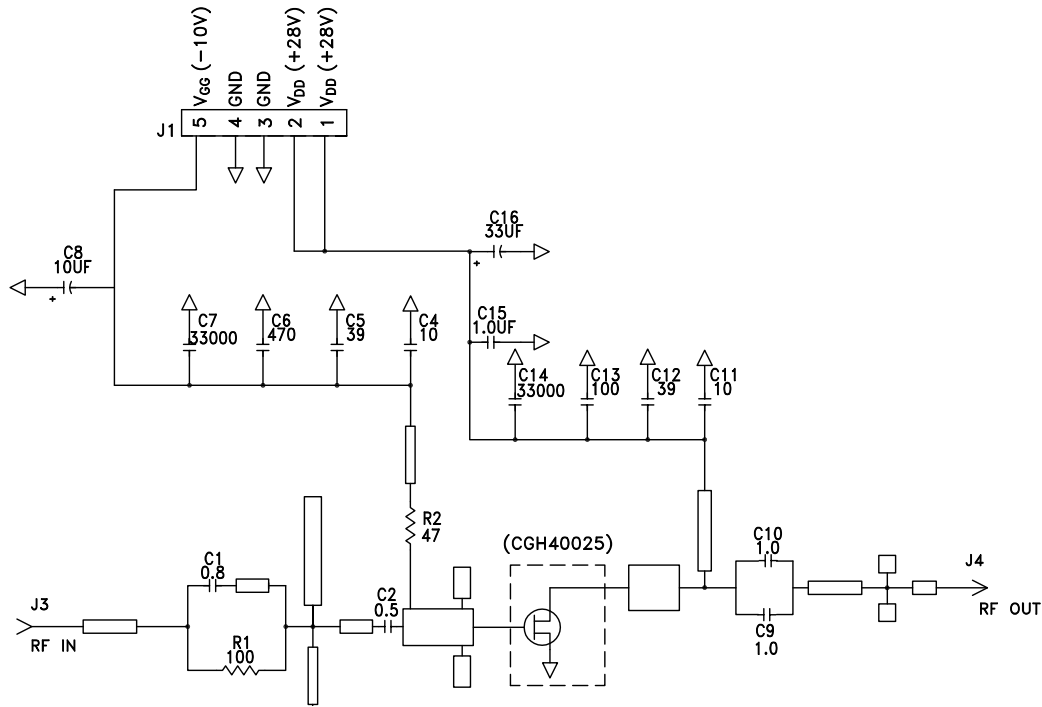 VGG (-10V)
GND
GND
VDD (+28V)
VDD (+28V)
J1
5
4
3
2
1
C16
33UF
+
C8
10UF
+
C7
33000
C6
470
C5
39
C4
10
C15
1.0UF
C14
33000
C13
100
C12
39
C11
10
R2
47
(CGH40025)
C10
1.0
C1
0.8
C2
0.5
J3
RF IN
R1
100
C9
1.0
J4
RF OUT